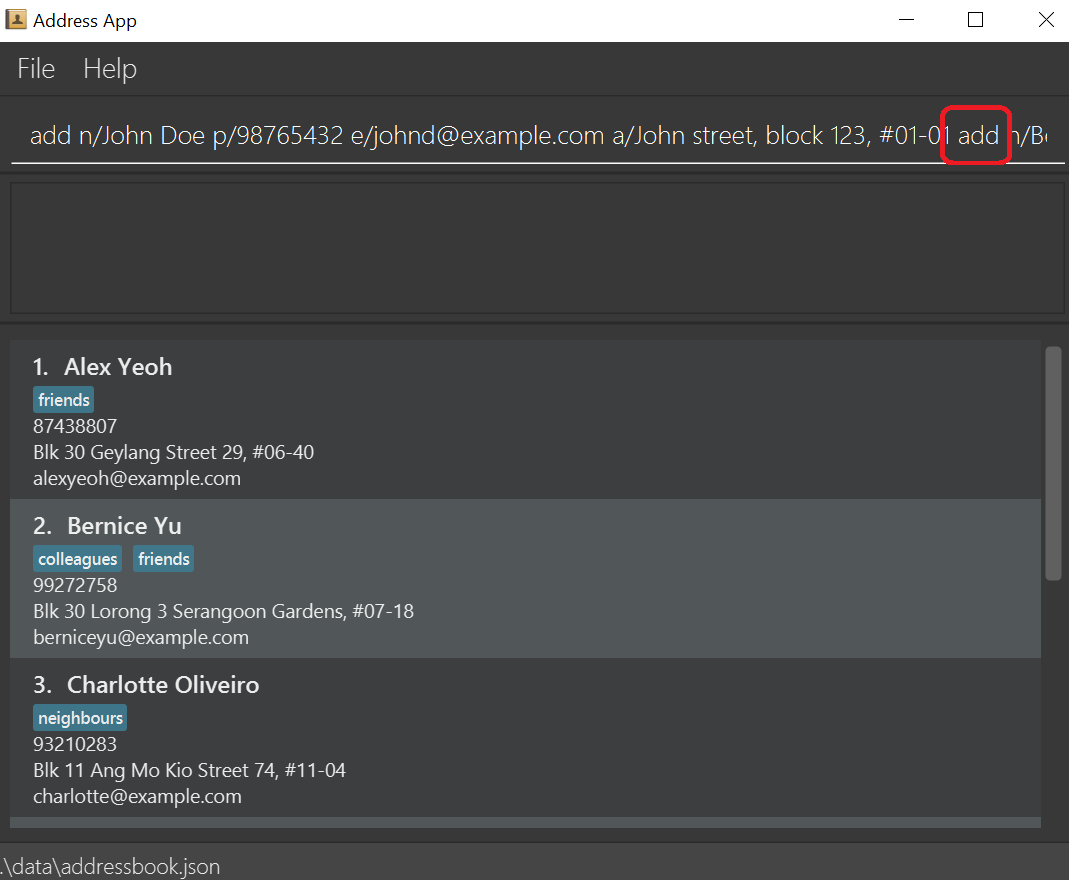 Address App
File Help
add n/John Doe p/98765432 e/johnd@example.com a/John street, block 123, #01-01 add n/B
1. Alex Yeoh
friends
87438807
Blk 30 Geylang Street 29, #06-40
alexyeoh@example.com
2. Bernice Yu
colleagues friends
99272758
Blk 30 Lorong 3 Serangoon Gardens, #07-18
berniceyu@example.com
3. Charlotte Oliveiro
neighbours
93210283
Blk 11 Ang Mo Kio Street 74, #11-04
charlotte@example.com
.\data\addressbook.json